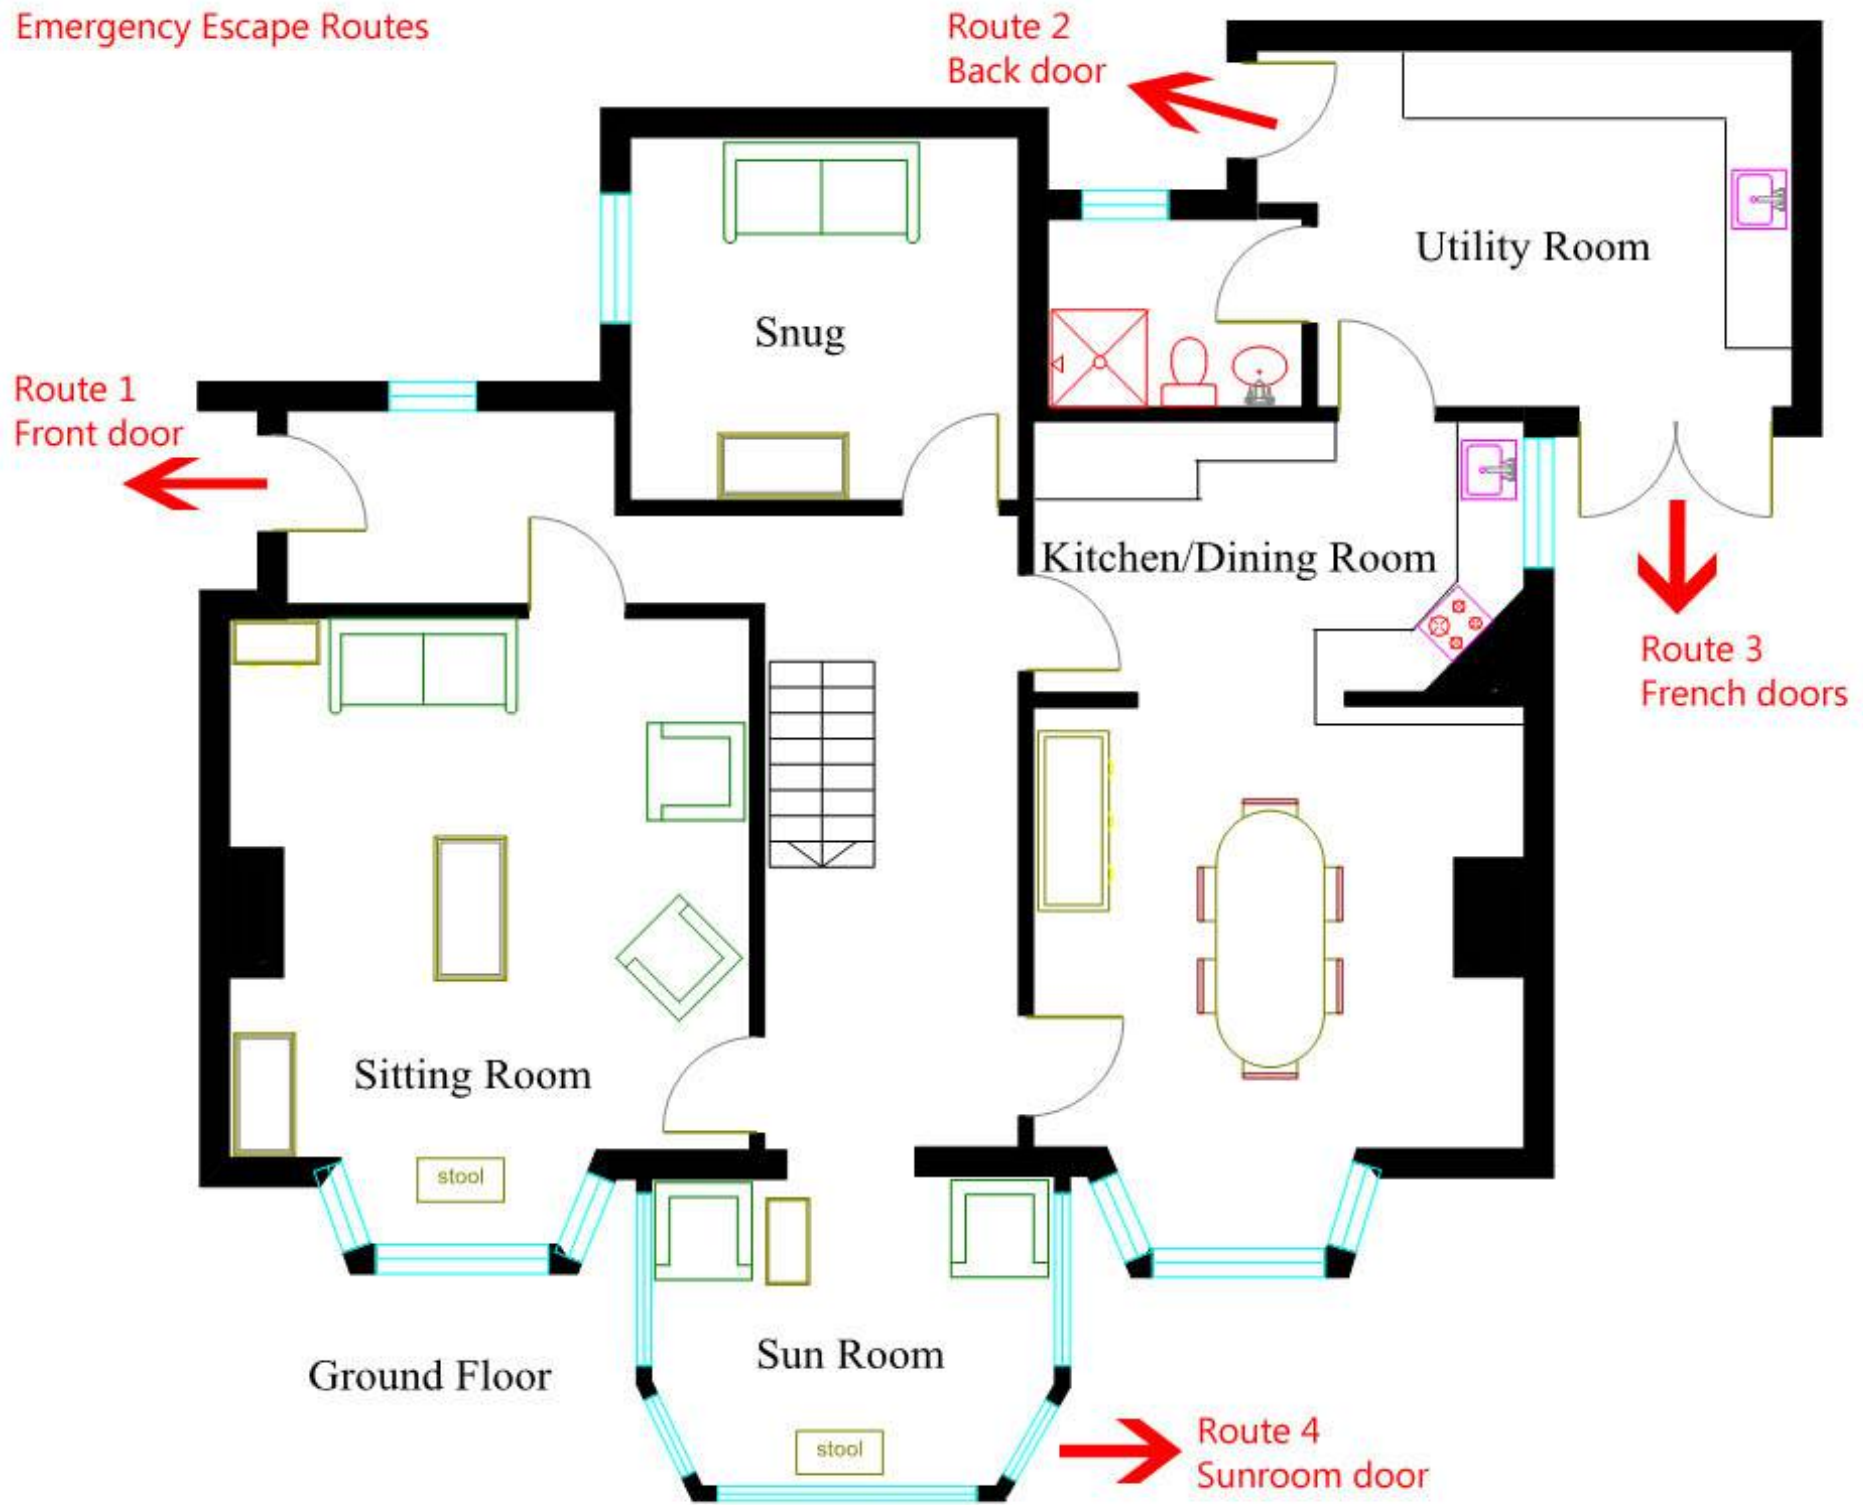 Emergency Escape Routes
Route 2
Back door
Utility Room
Snug
Route 1
Front door
Kitchen/Dining Room
Route 3
French doors
Sitting Room
stool
Sun Room
Ground Floor
stool
Route 4
Sunroom door